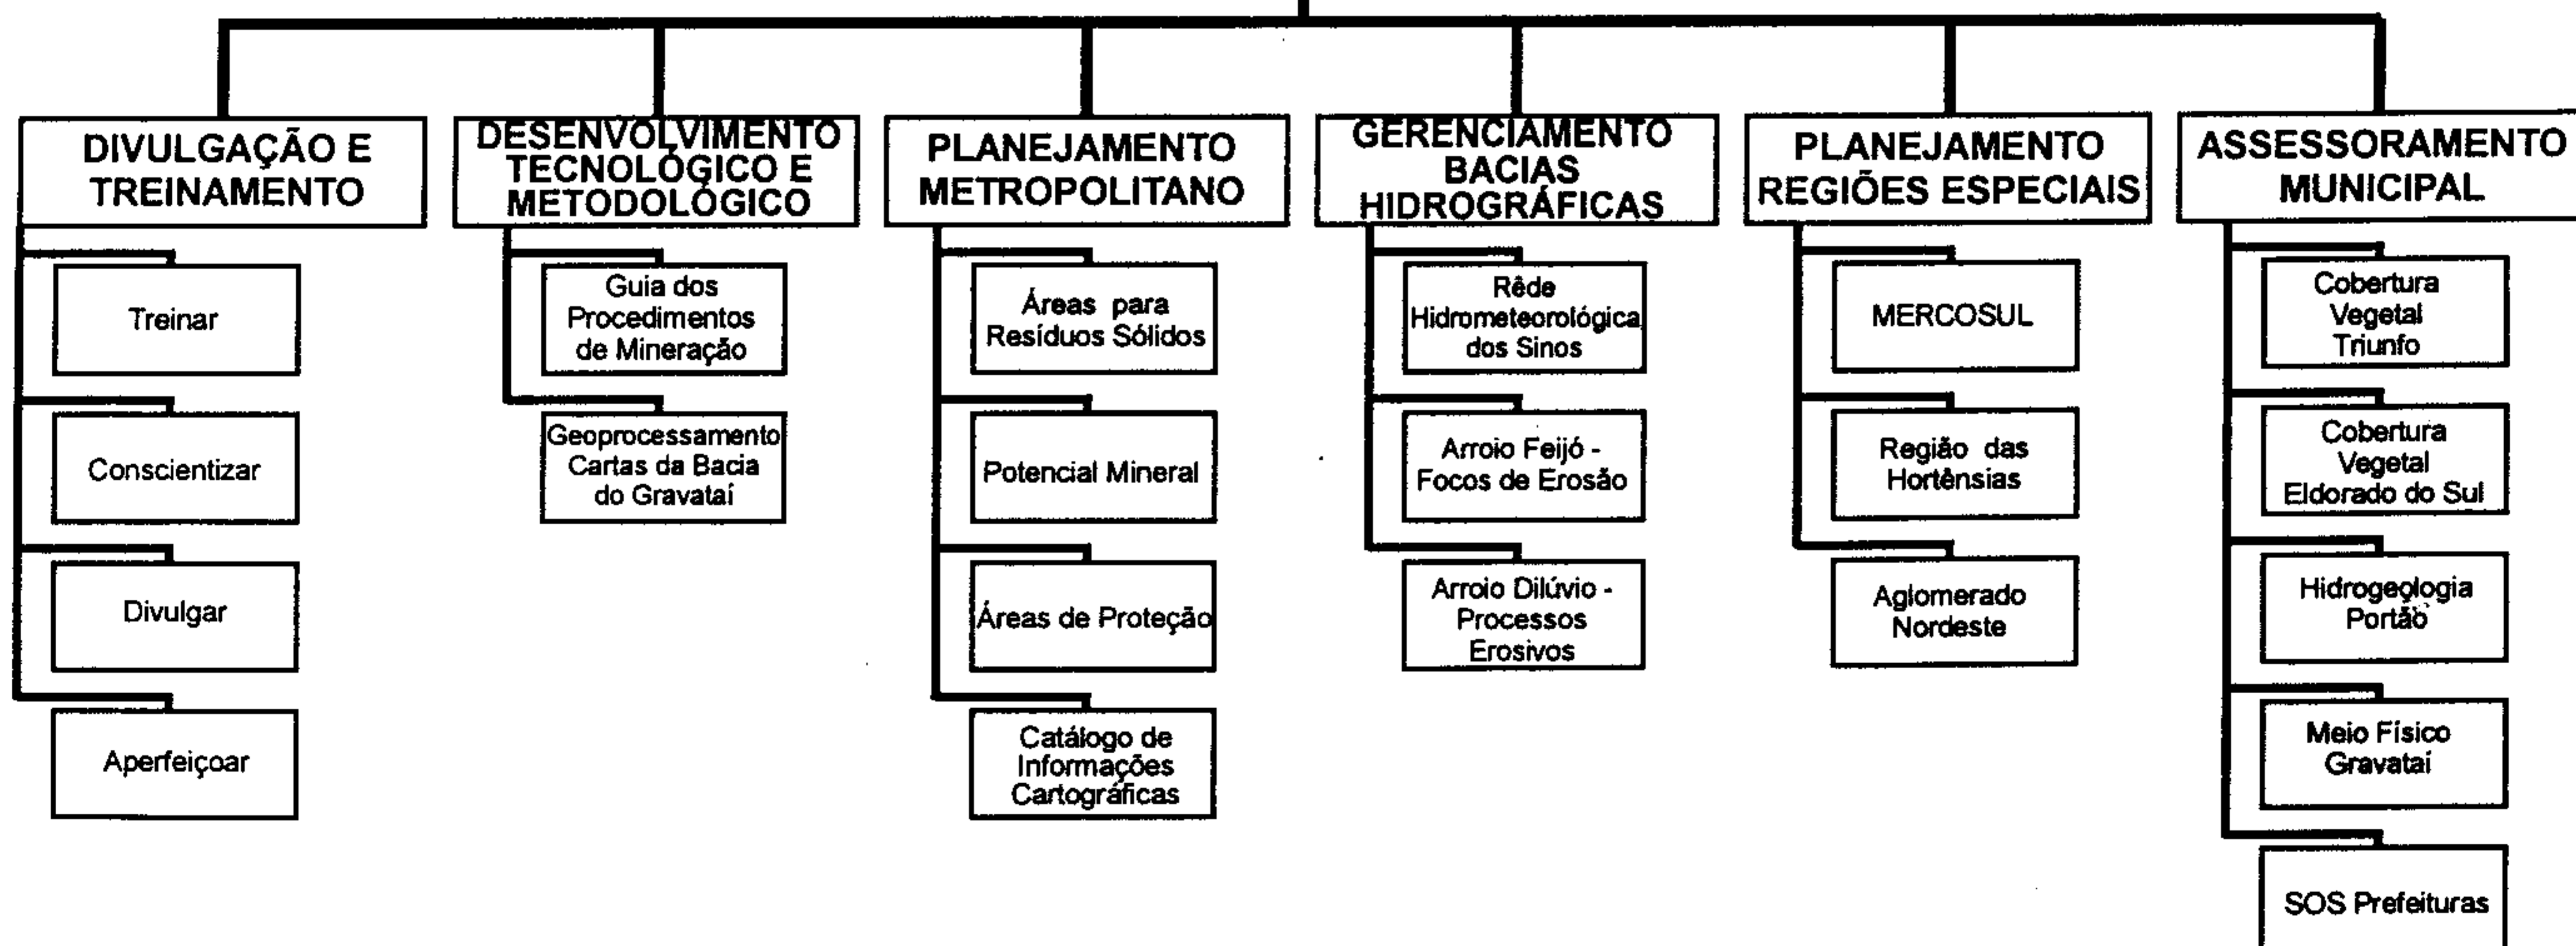 DIVULGAÇÃO E
TREINAMENTO
Treinar
Conscientizar
Divulgar
Aperfeiçoar
DESENVOLVIMENTO
TECNOLÓGICO E
METODOLÓGICO
Guia dos
Procedimentos
de Mineração
Geoprocessamento
Cartas da Bacia
do Gravataí
PLANEJAMENTO
METROPOLITANO
Áreas para
Resíduos Sólidos
Potencial Mineral
Áreas de Proteção
Catálogo de
Informações
Cartográficas
GERENCIAMENTO
BACIAS
HIDROGRÁFICAS
Rêde
Hidrometeorológica
dos Sinos
Arroio Feijó -
Focos de Erosão
Arroio Dilúvio -
Processos
Erosivos
PLANEJAMENTO
REGIÕES ESPECIAIS
MERCOSUL
Região das
Hortênsias
Aglomerado
Nordeste
ASSESSORAMENTO
MUNICIPAL
Cobertura
Vegetal
Triunfo
Cobertura
Vegetal
Eldorado do Sul
Hidrogeologia
Portão
Meio Físico
Gravataí
SOS Prefeituras